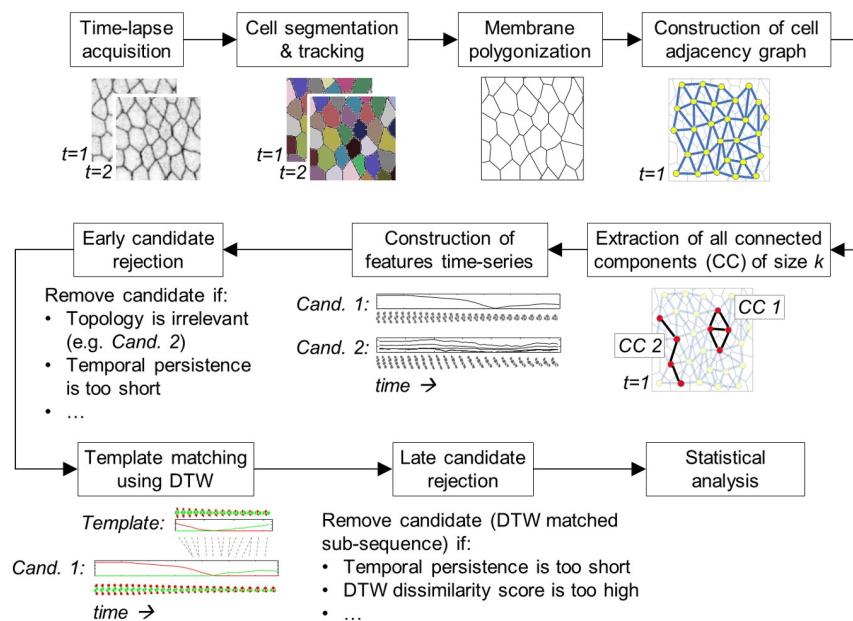 Time-lapse
acquisition
Cell segmentation
& tracking
Membrane
polygonization
Construction of cell
adjacency graph
t=1
t=2
t=1
t=2
t=1
Early candidate
rejection
Construction of
features time-series
Extraction of all connected
components (CC) of size k
Remove candidate if:
• Topology is irrelevant
(e.g. Cand. 2)
• Temporal persistence
is too short
• …
Cand. 1:
Cand. 2:
time →
CC 1
CC 2
t=1
Template matching
using DTW
Late candidate
rejection
Statistical
analysis
Template:
Cand. 1:
time →
Remove candidate (DTW matched
sub-sequence) if:
• Temporal persistence is too short
• DTW dissimilarity score is too high
• …